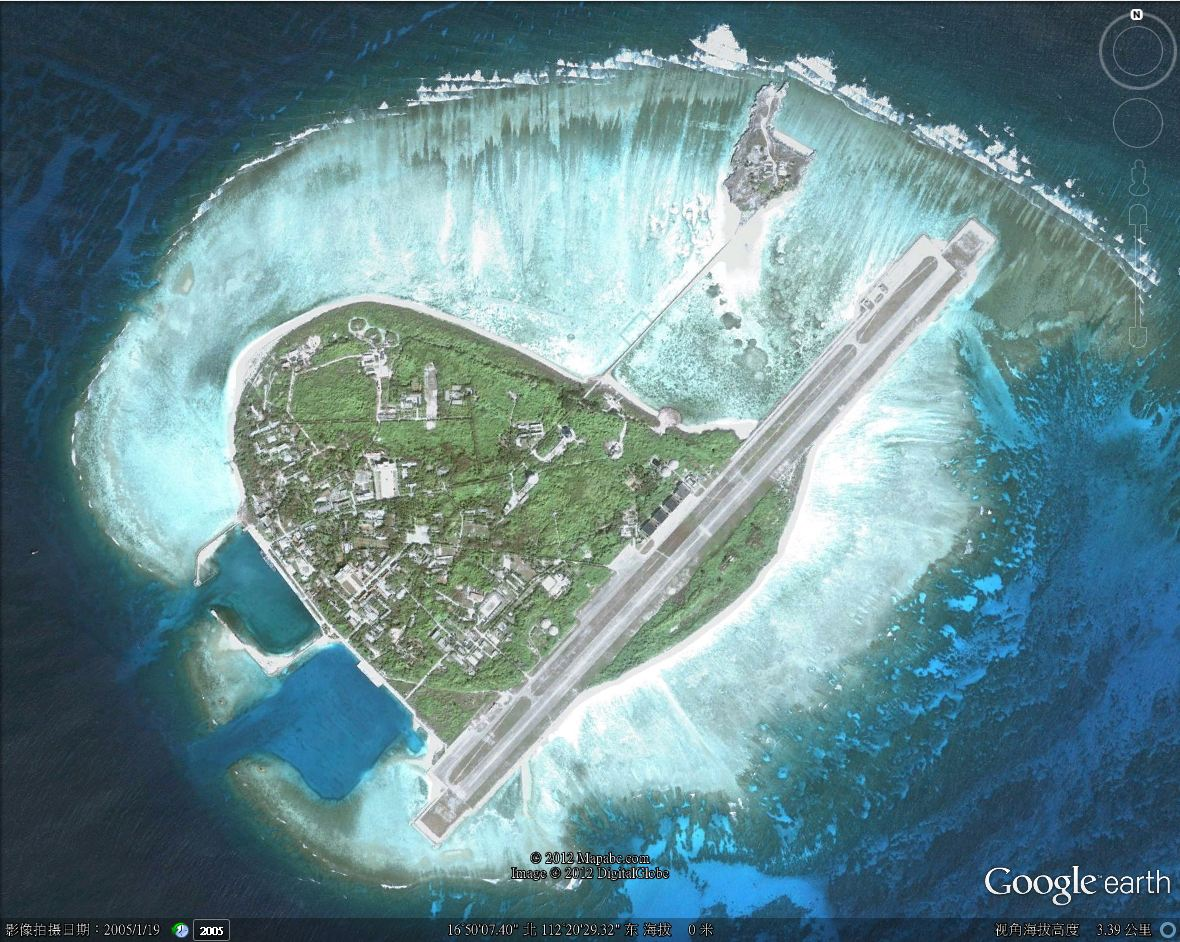 N
© 2012 Mapabc.com
Image © 2012 DigitalGlobe
Google earth
影像拍摄日期：2005/1/19 2005 16°50'07.40" 北 112°20'29.32" 东 海拔 0 米 视角海拔高度 3.39 公里